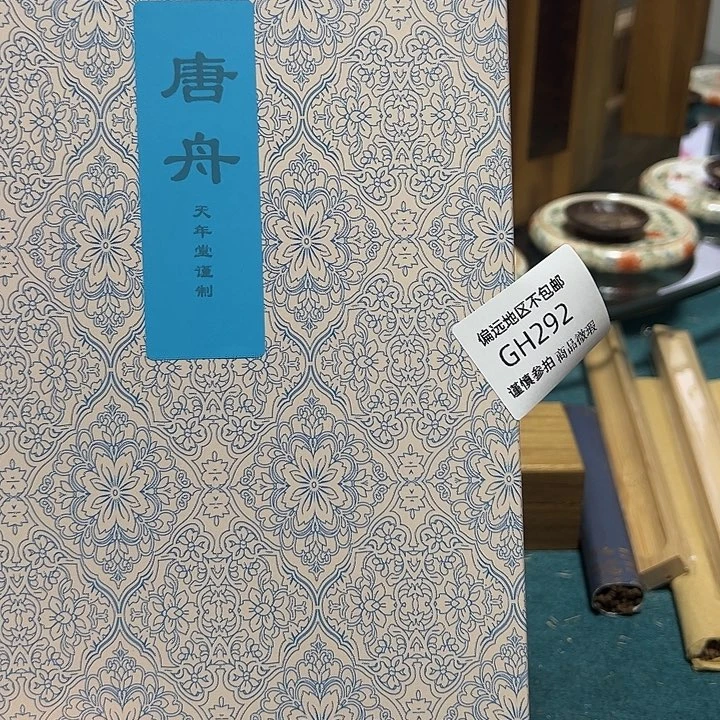 唐舟
天年堂谨制
偏远地区不包邮
GH292
谨慎参拍 商品微瑕